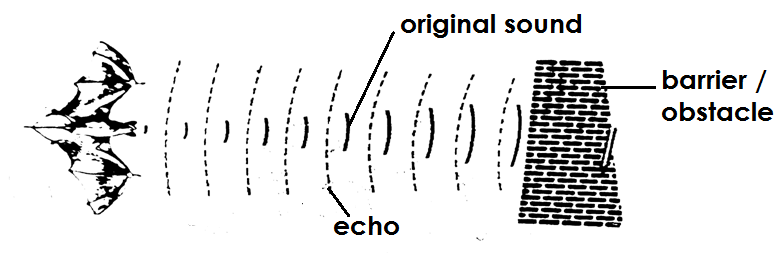 original sound
barrier /
obstacle
echo